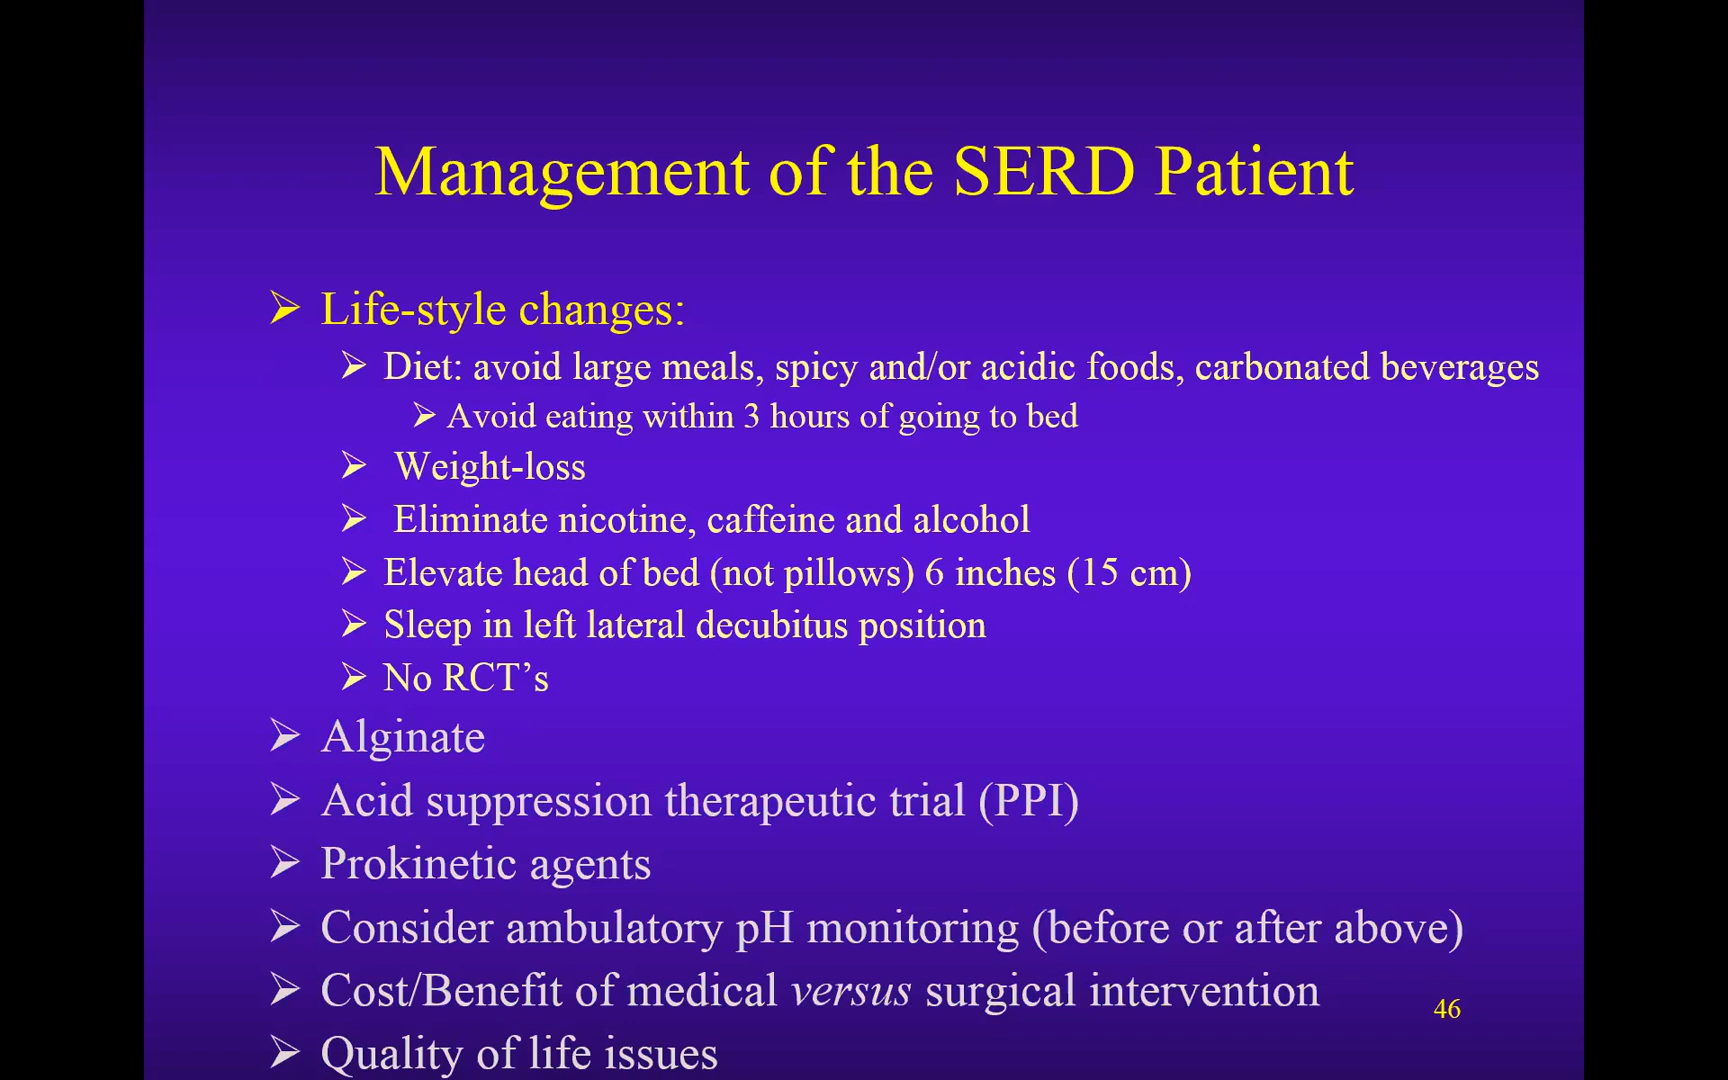 Management of the SERD Patient
Life-style changes:
Diet: avoid large meals, spicy and/or acidic foods, carbonated beverages
Avoid eating within 3 hours of going to bed
Weight-loss
Eliminate nicotine, caffeine and alcohol
Elevate head of bed (not pillows) 6 inches (15 cm)
Sleep in left lateral decubitus position
No RCT’s
Alginate
Acid suppression therapeutic trial (PPI)
Prokinetic agents
Consider ambulatory pH monitoring (before or after above)
Cost/Benefit of medical versus surgical intervention
46
Quality of life issues